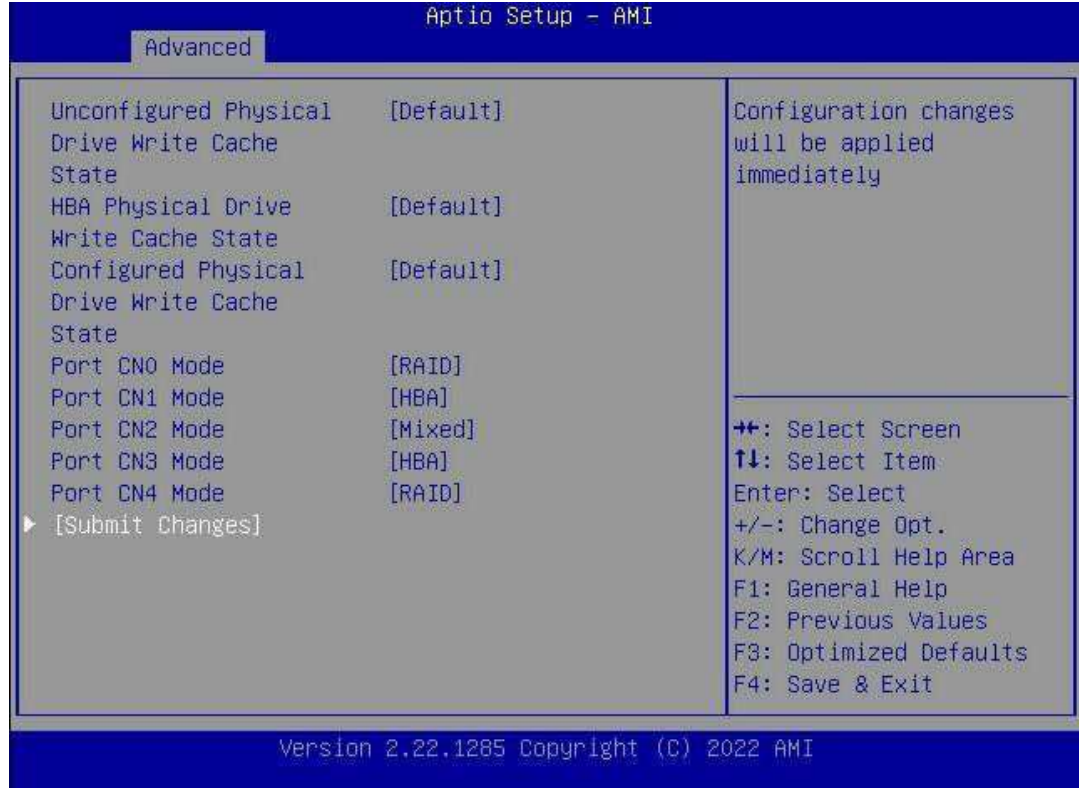 Aptio Setup – AMI
Advanced
Unconfigured Physical [Default]
Drive Write Cache
State
HBA Physical Drive [Default]
Write Cache State
Configured Physical [Default]
Drive Write Cache
State
Port CN0 Mode [RAID]
Port CN1 Mode [HBA]
Port CN2 Mode [Mixed]
Port CN3 Mode [HBA]
Port CN4 Mode [RAID]
[Submit Changes]
Configuration changes
will be applied
immediately
→←: Select Screen
↑↓: Select Item
Enter: Select
+/-: Change Opt.
K/M: Scroll Help Area
F1: General Help
F2: Previous Values
F3: Optimized Defaults
F4: Save & Exit
Version 2.22.1285 Copyright (C) 2022 AMI